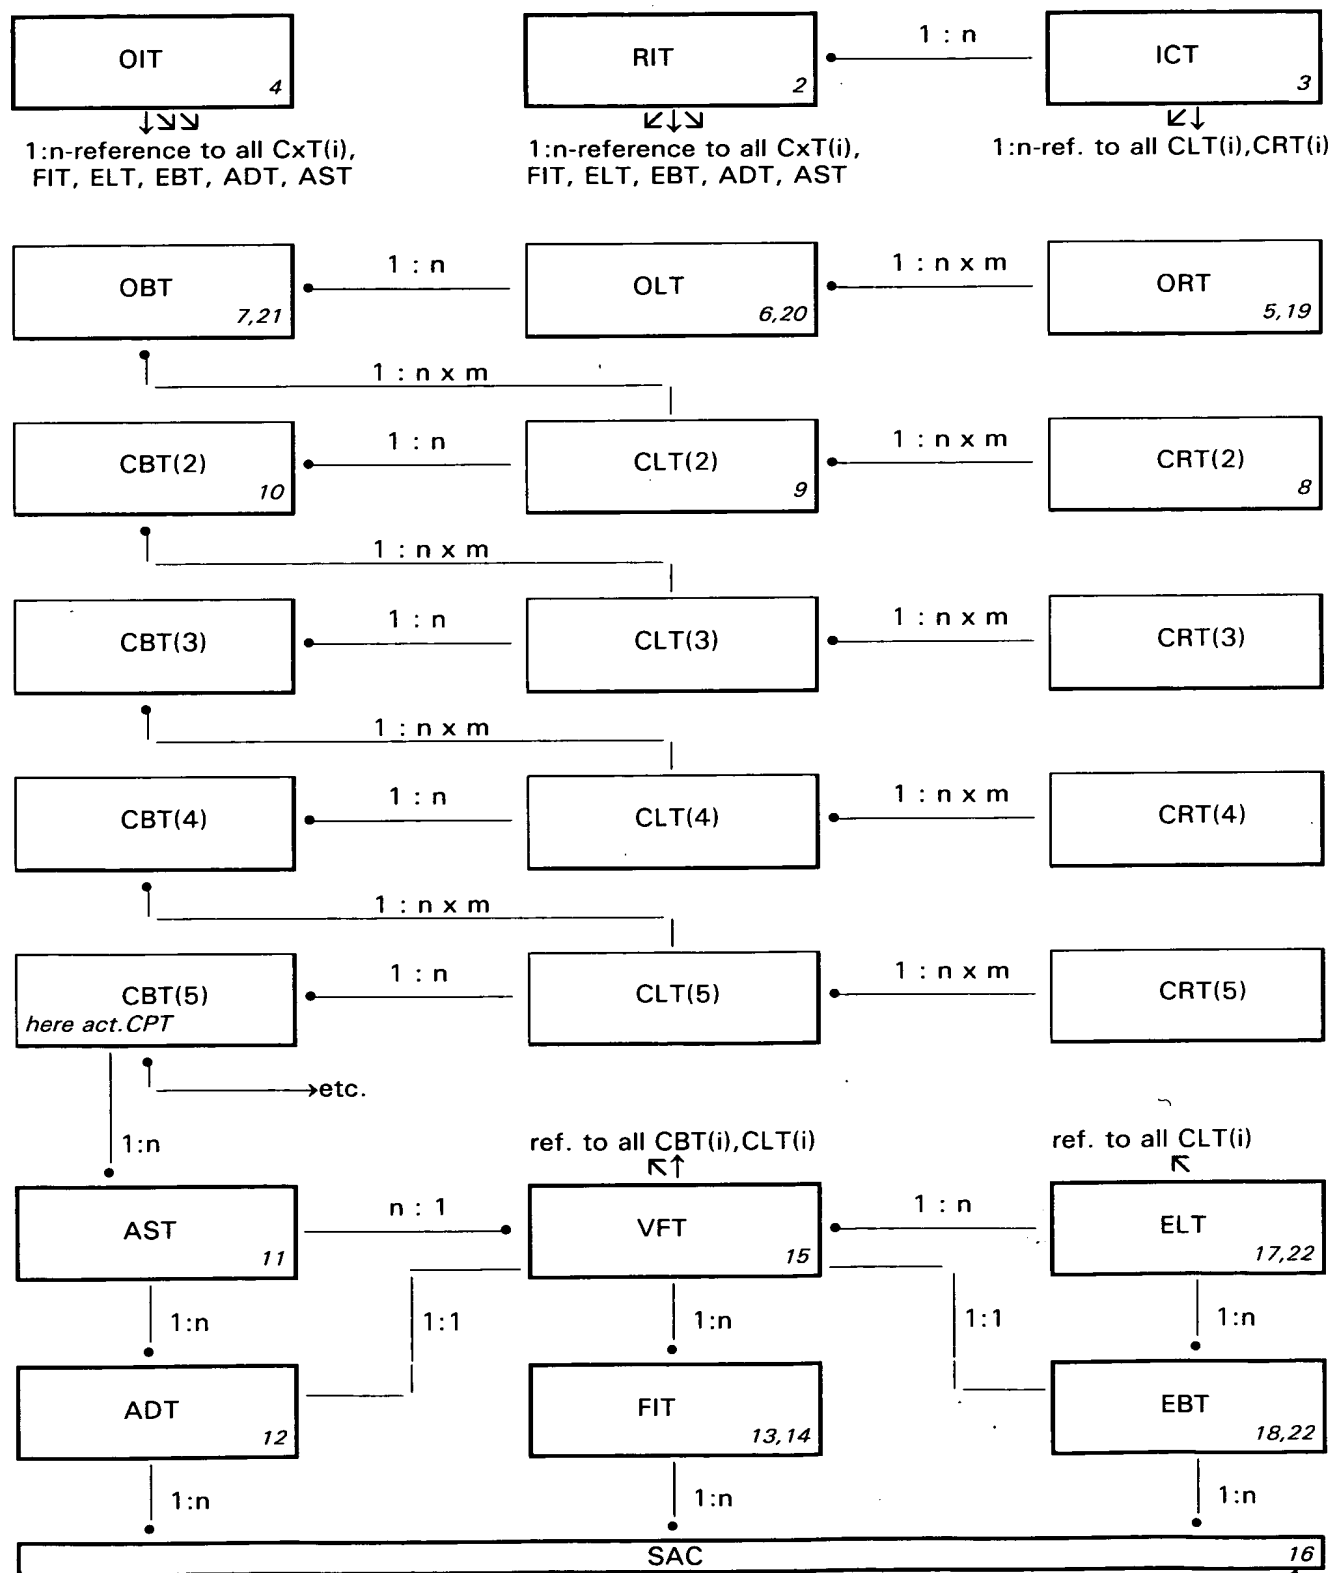 OIT
4
RIT
2
1 : n
ICT
3
↓↘↘
1:n-reference to all CxT(i),
FIT, ELT, EBT, ADT, AST
↙↓↘
1:n-reference to all CxT(i),
FIT, ELT, EBT, ADT, AST
↙↓
1:n-ref. to all CLT(i),CRT(i)
OBT
7,21
1 : n
OLT
6,20
1 : n x m
ORT
5,19
1 : n x m
CBT(2)
10
1 : n
CLT(2)
9
1 : n x m
CRT(2)
8
1 : n x m
CBT(3)
1 : n
CLT(3)
1 : n x m
CRT(3)
1 : n x m
CBT(4)
1 : n
CLT(4)
1 : n x m
CRT(4)
1 : n x m
CBT(5)
here act.CPT
1 : n
CLT(5)
1 : n x m
CRT(5)
→etc.
1:n
ref. to all CBT(i),CLT(i)
↖↑
ref. to all CLT(i)
↖
AST
11
n : 1
VFT
15
1 : n
ELT
17,22
1:n
1:1
1:n
1:1
1:n
ADT
12
FIT
13,14
EBT
18,22
1:n
1:n
1:n
SAC
16